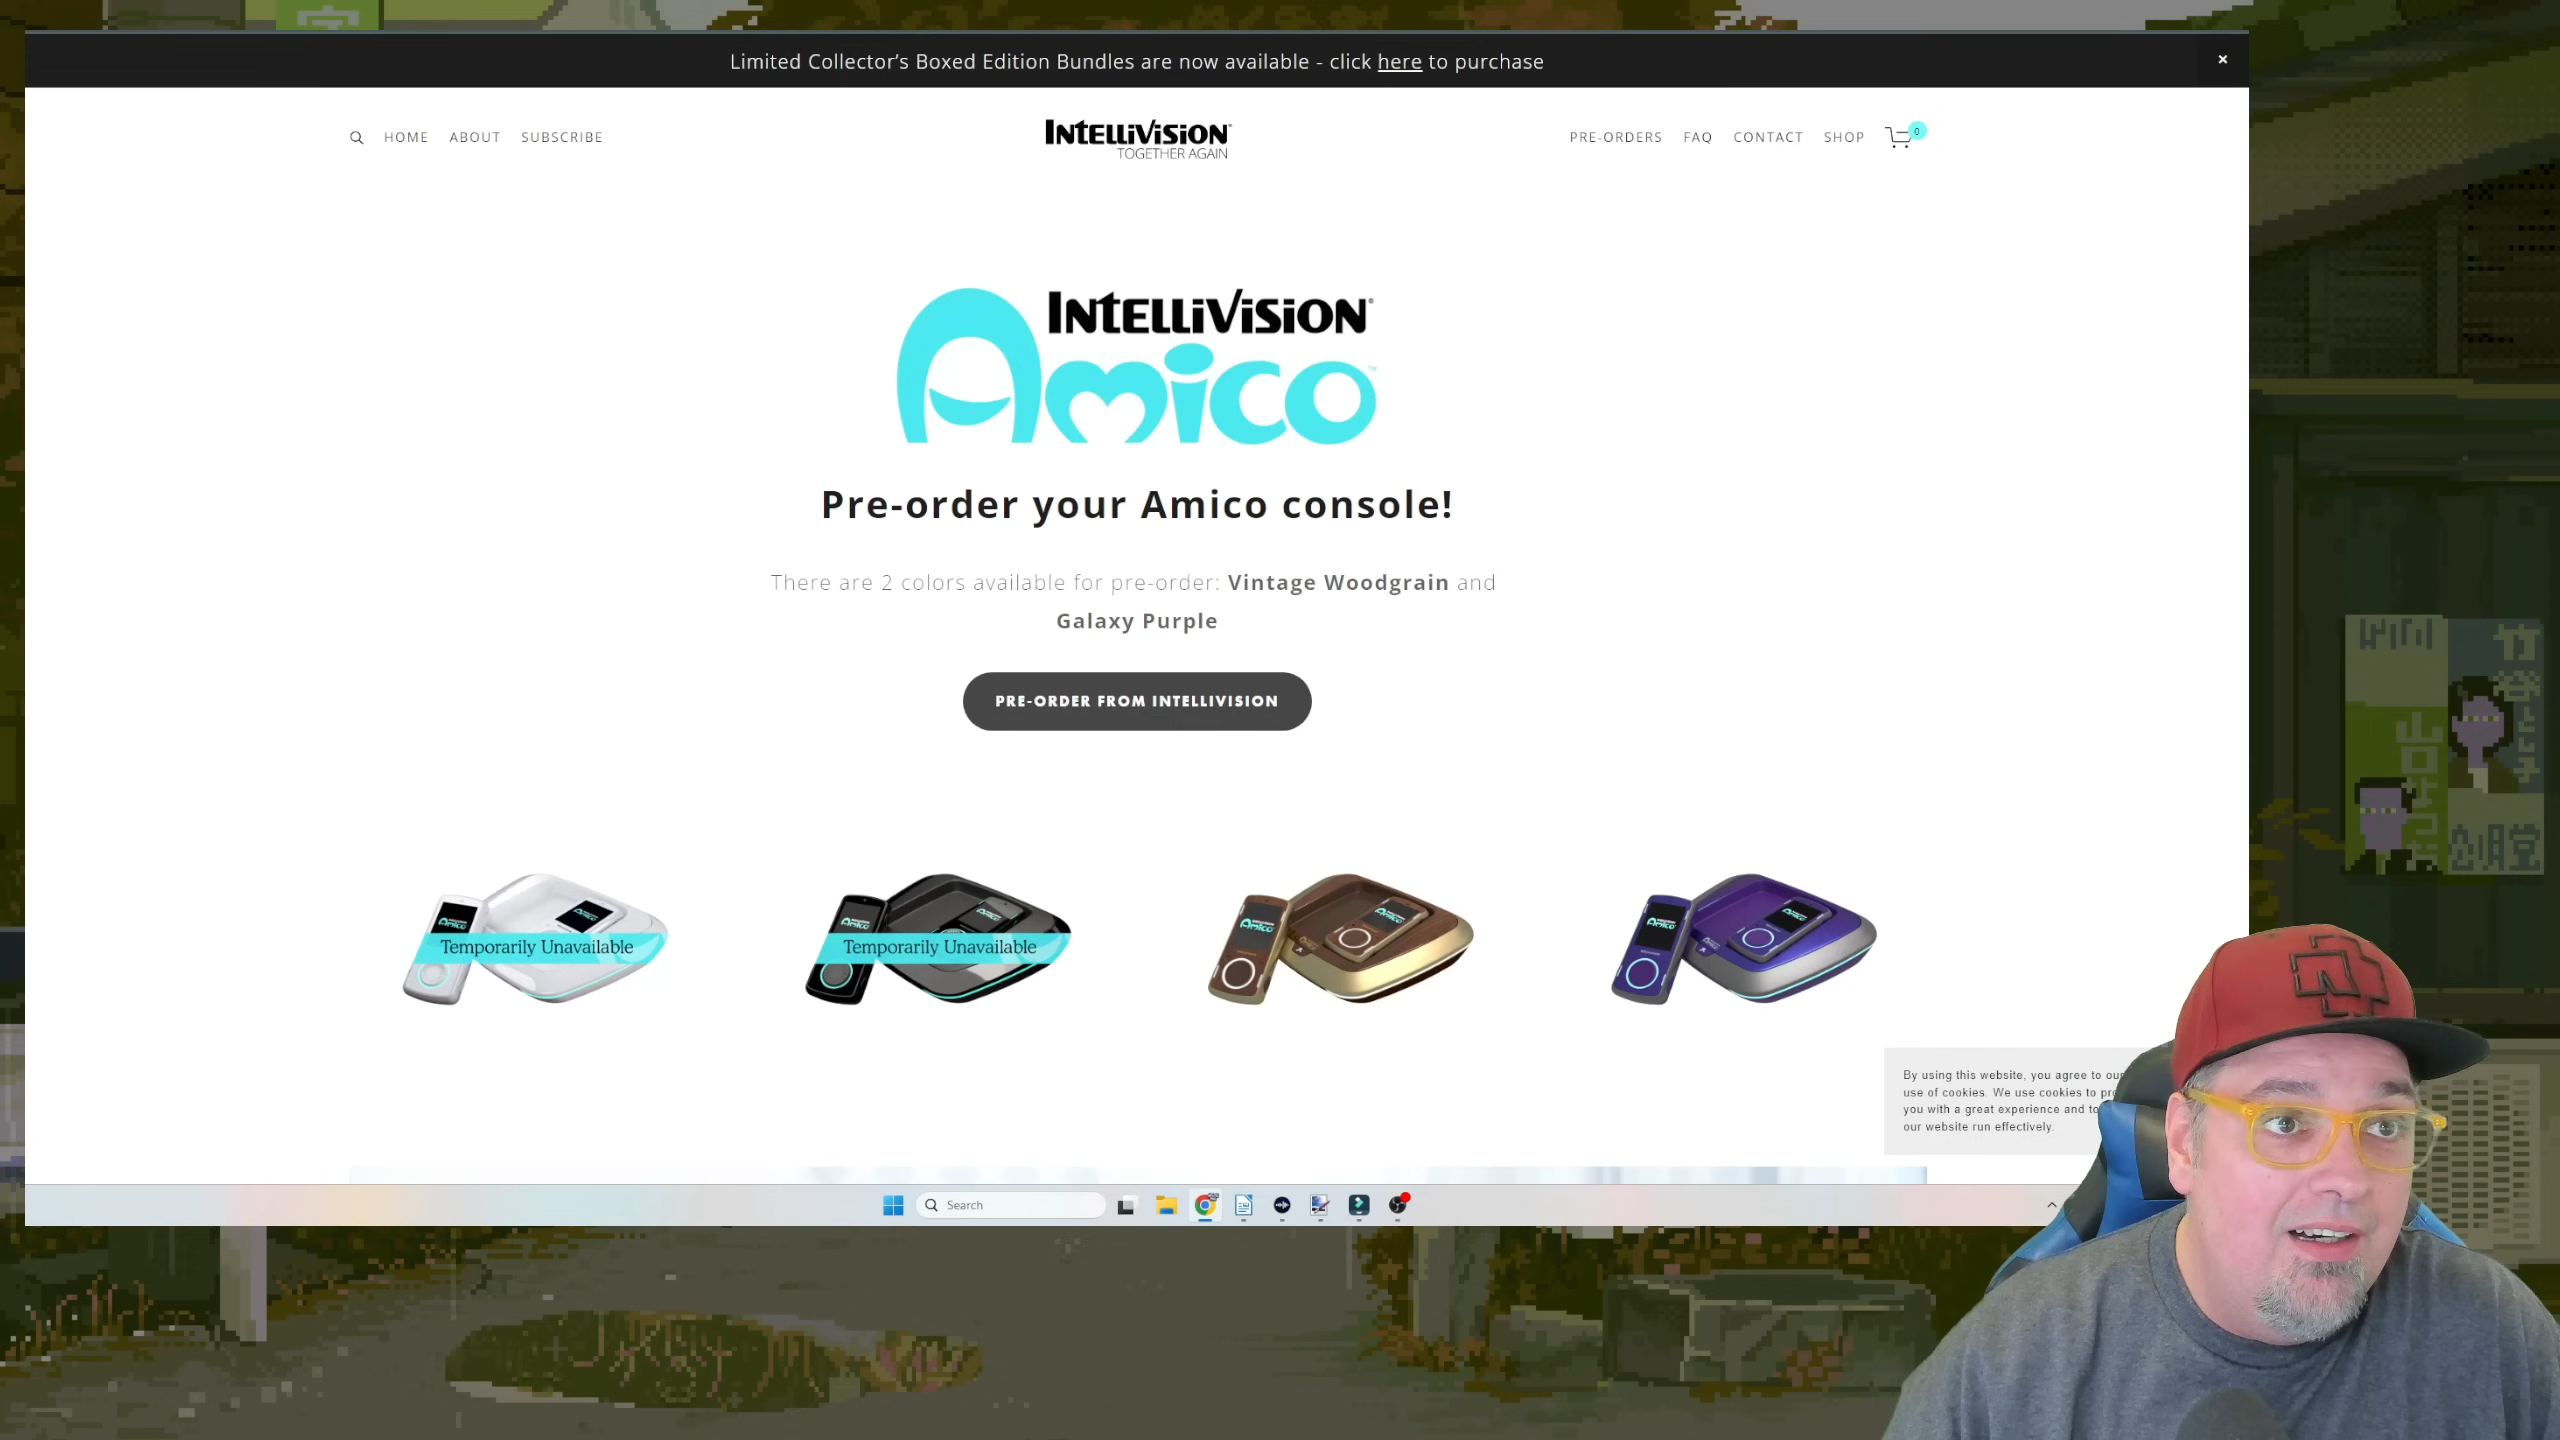 Limited Collector’s Boxed Edition Bundles are now available - click here to purchase
HOME ABOUT SUBSCRIBE
INTELLIVISION
TOGETHER AGAIN
PRE-ORDERS FAQ CONTACT SHOP 0
INTELLIVISION
AMICO
Pre-order your Amico console!
There are 2 colors available for pre-order: Vintage Woodgrain and
Galaxy Purple
PRE-ORDER FROM INTELLIVISION
Temporarily Unavailable
Temporarily Unavailable
By using this website, you agree to our
use of cookies. We use cookies to
you with a great experience and to
our website run effectively.
Search